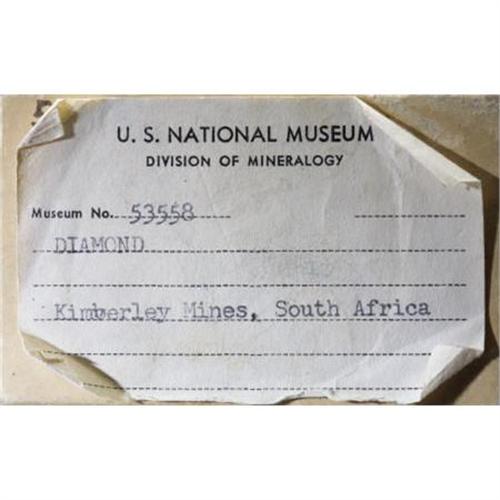 U. S. NATIONAL MUSEUM
DIVISION OF MINERALOGY
Museum No. 53558
DIAMOND
Kimberley Mines, South Africa